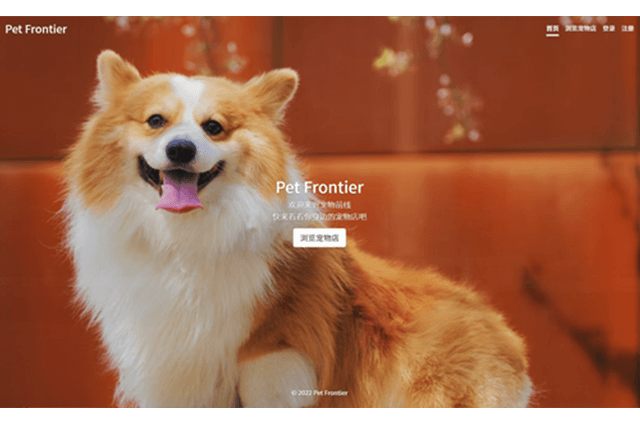 Pet Frontier
首页 浏览宠物店 登录 注册
Pet Frontier
欢迎来到宠物前线
快来看看你身边的宠物店吧
浏览宠物店
© 2022 Pet Frontier